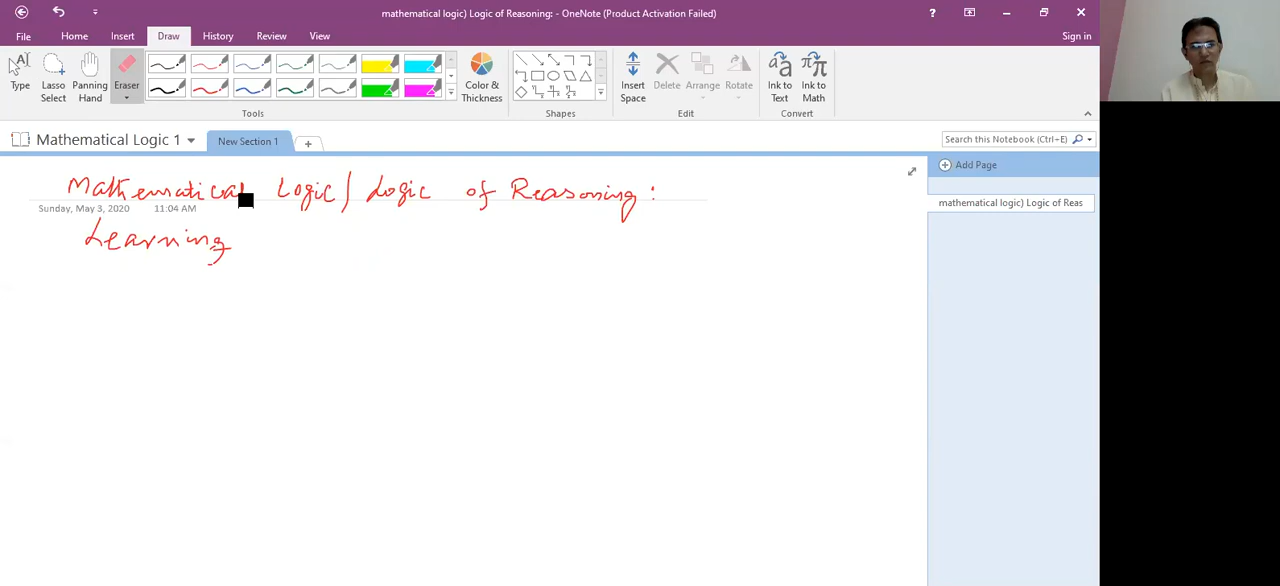 mathematical logic) Logic of Reasoning: - OneNote (Product Activation Failed)
?
File Home Insert Draw History Review View Sign in
Type Lasso Select Panning Hand Eraser Color & Thickness Insert Space Delete Arrange Rotate Ink to Text Ink to Math
Tools Shapes Edit Convert
Mathematical Logic 1 New Section 1 Search this Notebook (Ctrl+E)
Add Page
Mathematical Logic / Logic of Reasoning :
mathematical logic) Logic of Reas
Sunday, May 3, 2020 11:04 AM
Learning